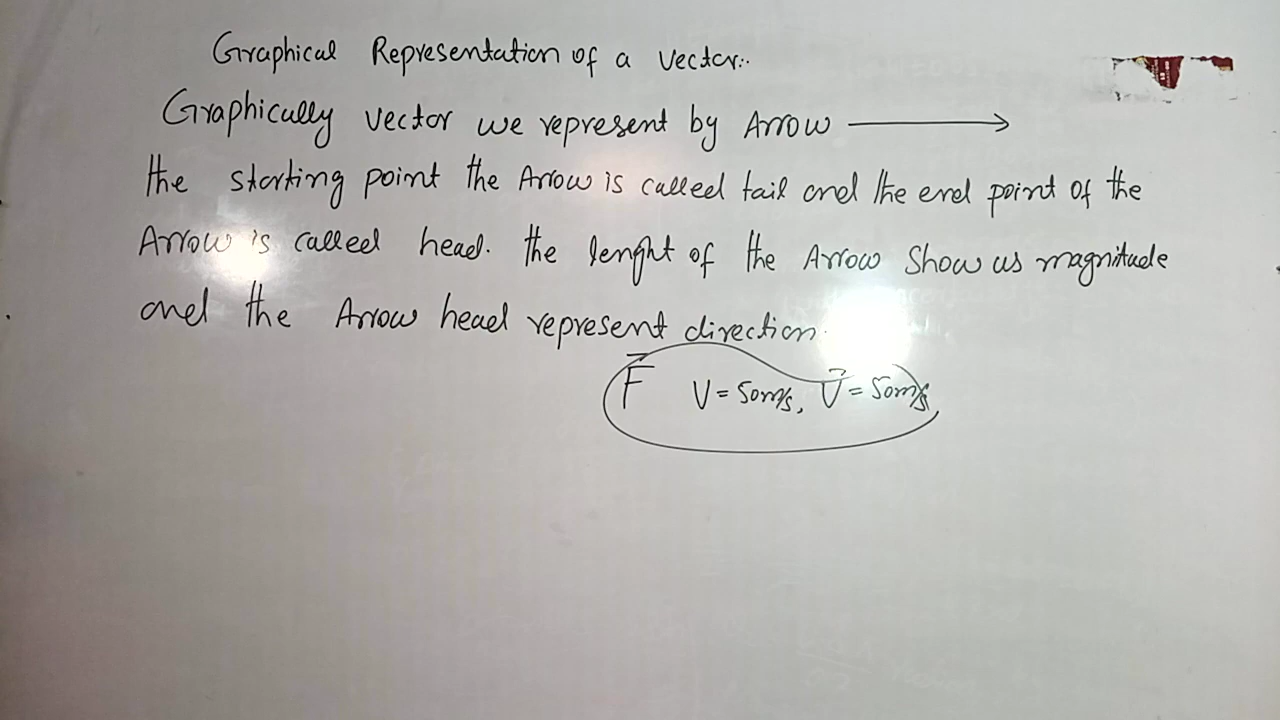 Graphical Representation of a vector:.
Graphically vector we represent by Arrow
the starting point the Arrow is called tail and the end point of the
Arrow is called head. the lenght of the Arrow Show us magnitude
and the Arrow head represent direction.
F⃗ V = 50m/s, V⃗ = 50m/s